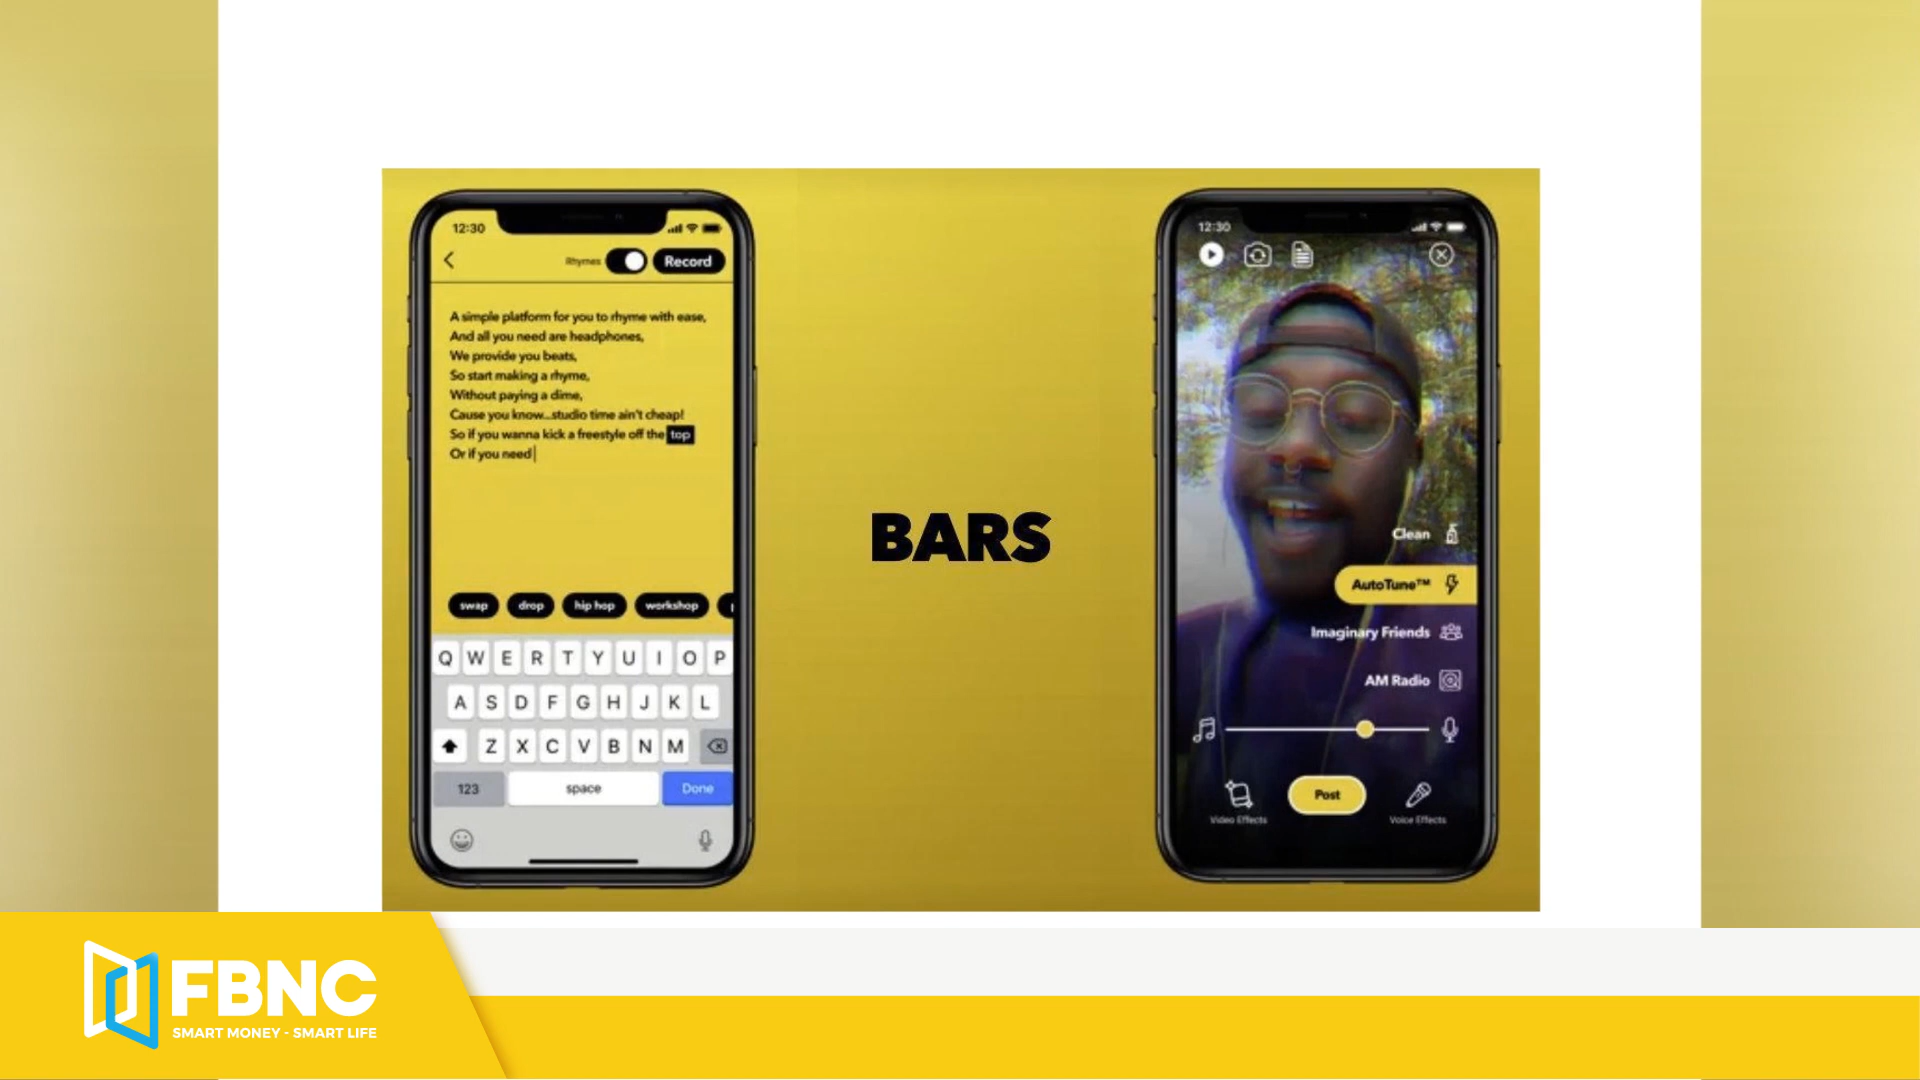 12:30
Rhymes
Record
A simple platform for you to rhyme with ease,
And all you need are headphones,
We provide you beats,
So start making a rhyme,
Without paying a dime,
Cause you know...studio time ain't cheap!
So if you wanna kick a freestyle off the top
Or if you need
swap drop hip hop workshop
Q W E R T Y U I O P
A S D F G H J K L
Z X C V B N M
123 space Done
BARS
12:30
Clean
AutoTune™
Imaginary Friends
AM Radio
Post
Video Effects
Voice Effects
FBNC
SMART MONEY - SMART LIFE